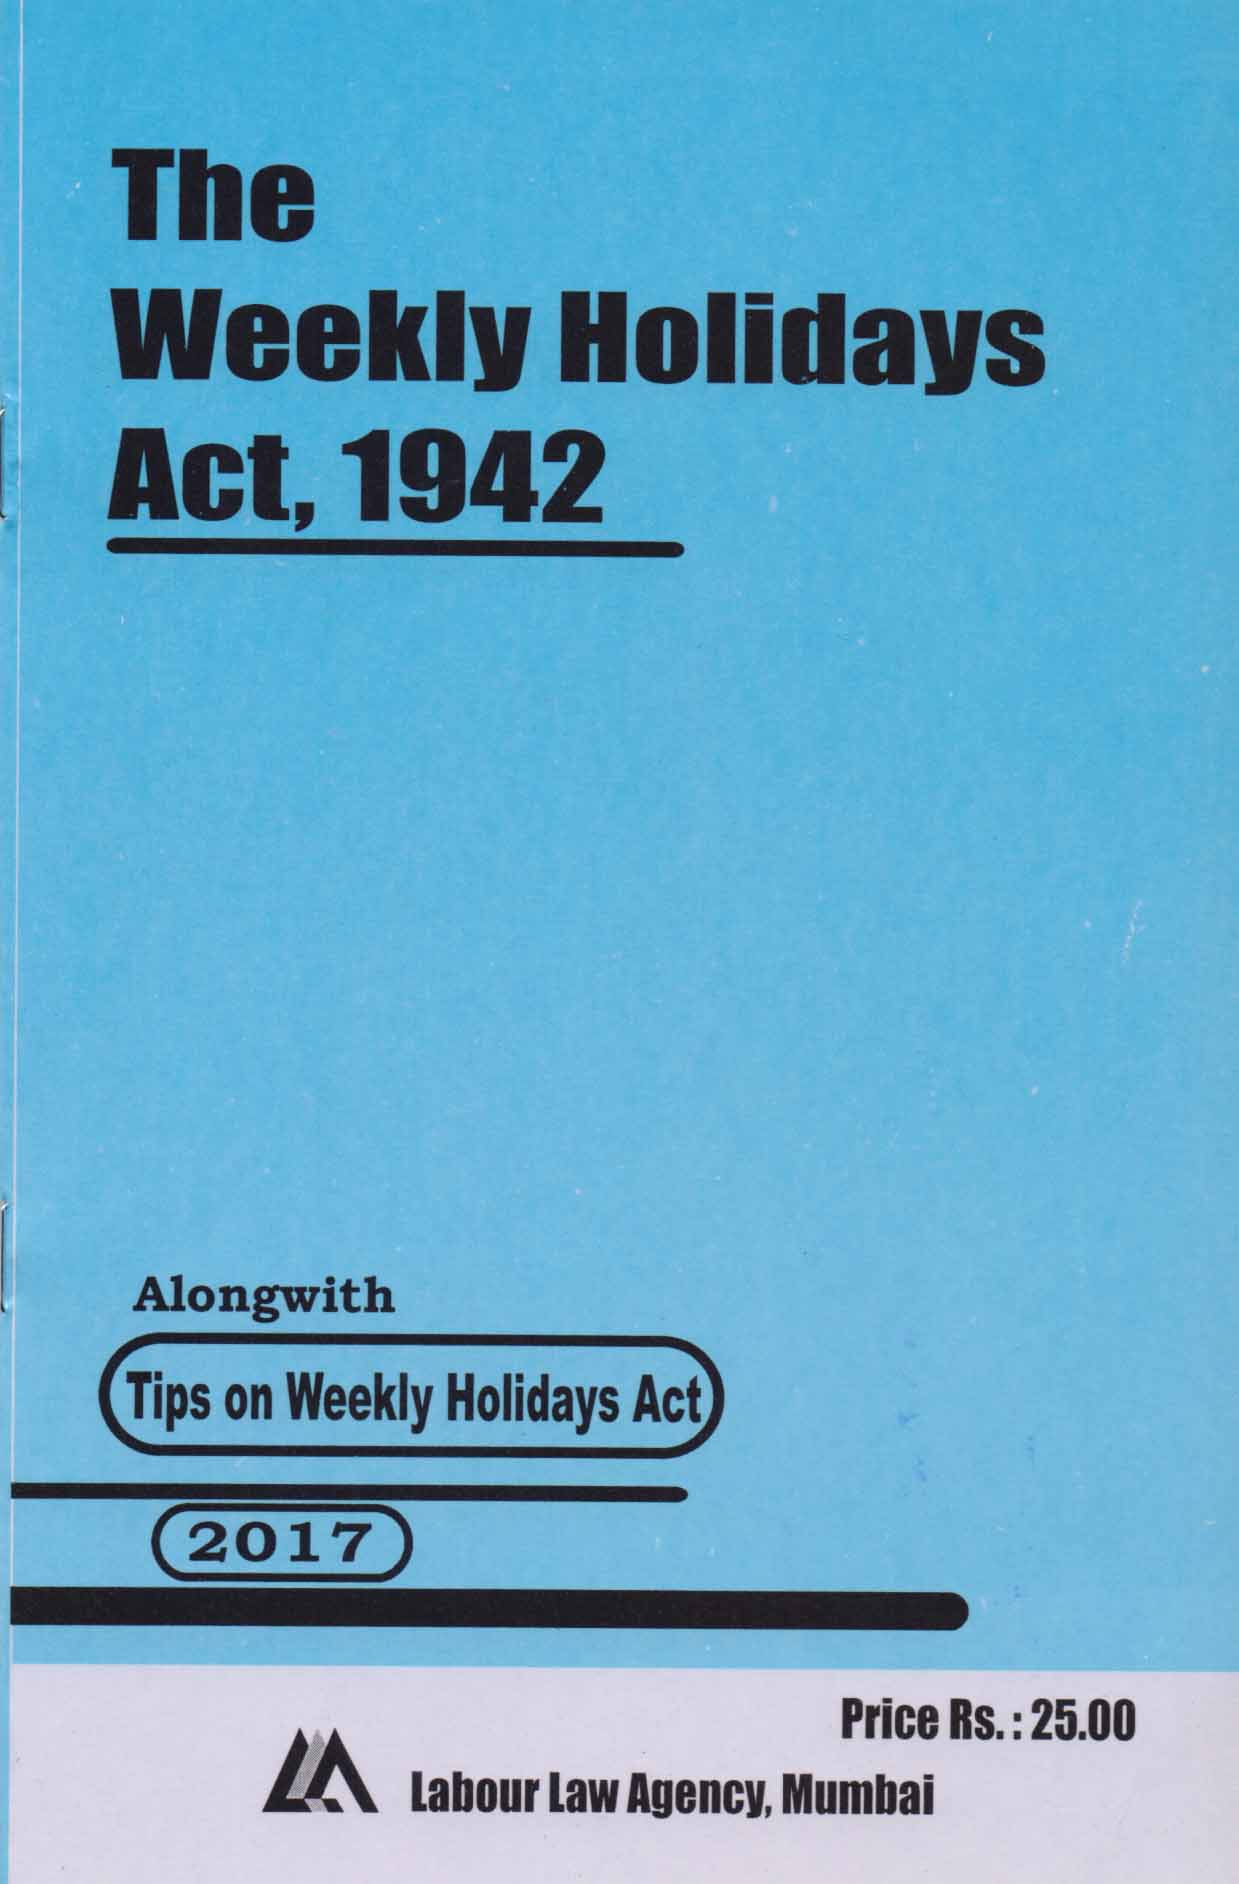 The
Weekly Holidays
Act, 1942
Alongwith
Tips on Weekly Holidays Act
2017
Price Rs. : 25.00
Labour Law Agency, Mumbai